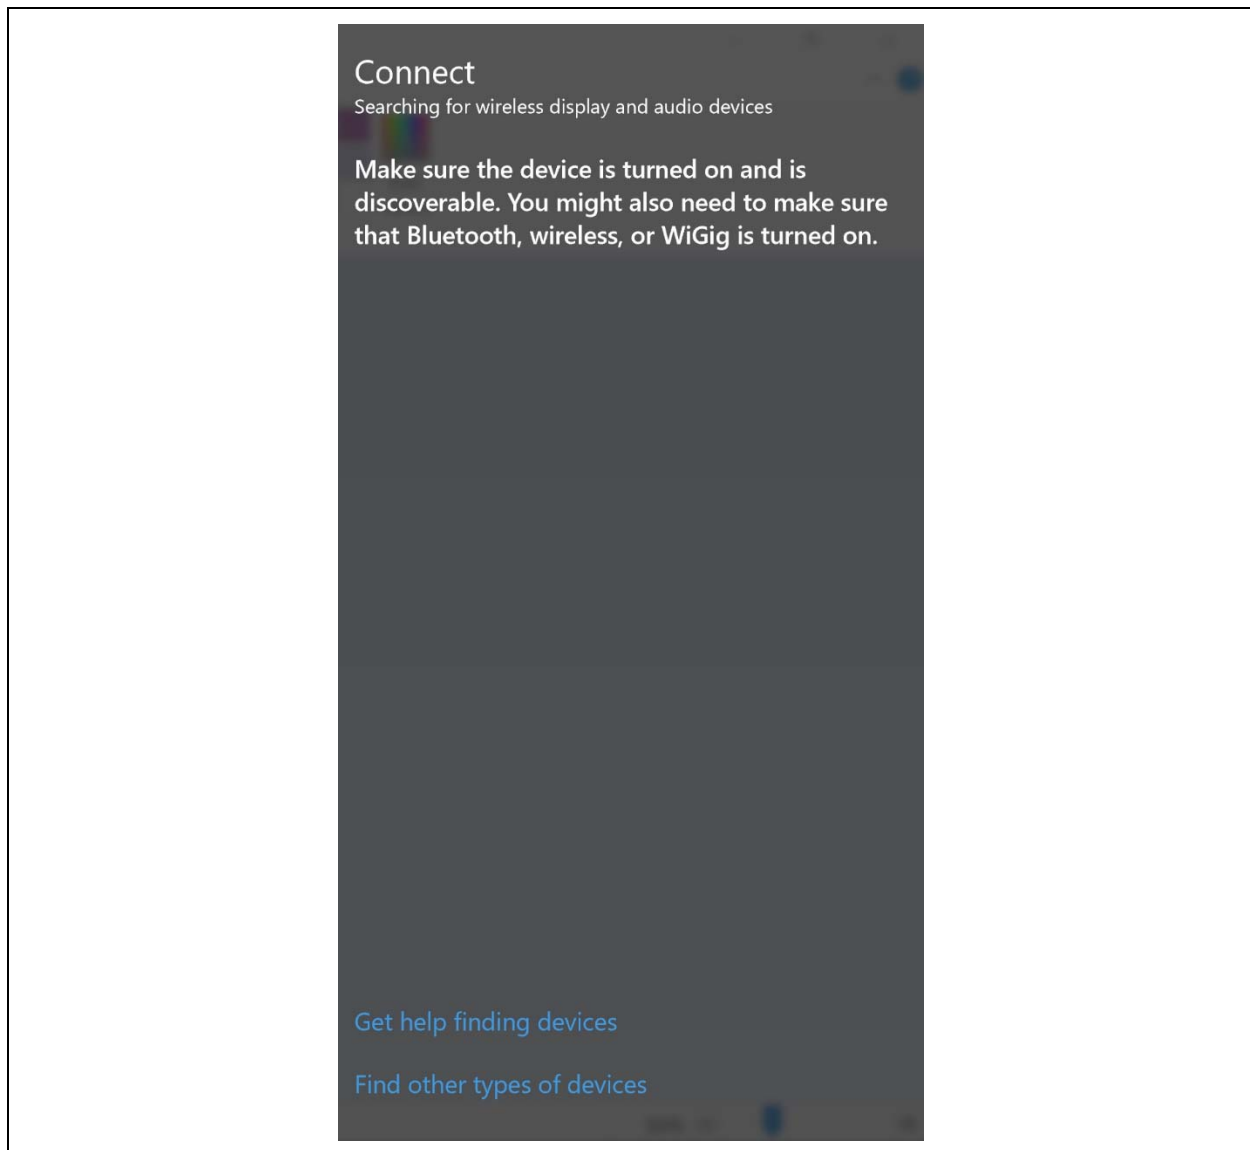 Connect
Searching for wireless display and audio devices
Make sure the device is turned on and is
discoverable. You might also need to make sure
that Bluetooth, wireless, or WiGig is turned on.
Get help finding devices
Find other types of devices